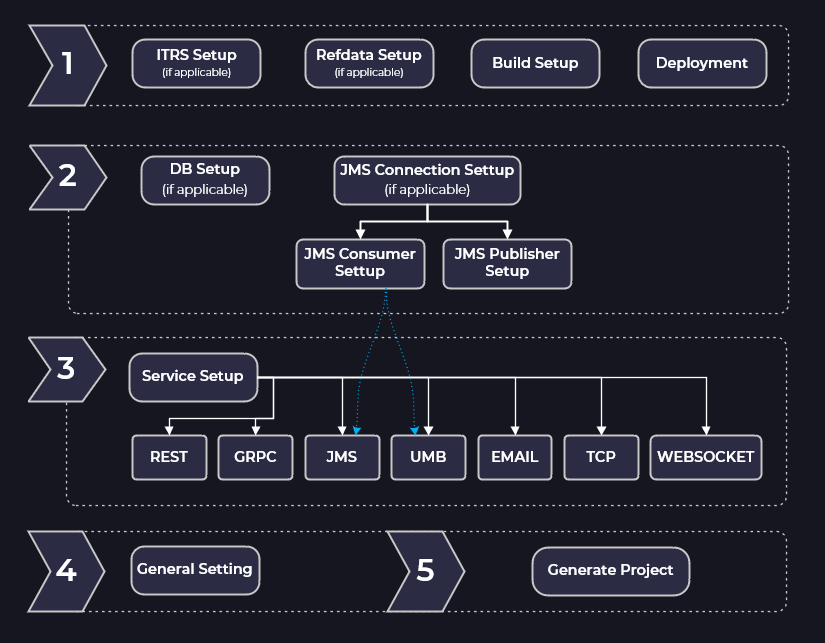 1
ITRS Setup
(if applicable)
Refdata Setup
(if applicable)
Build Setup
Deployment
2
DB Setup
(if applicable)
JMS Connection Settup
(if applicable)
JMS Consumer
Settup
JMS Publisher
Setup
3
Service Setup
REST
GRPC
JMS
UMB
EMAIL
TCP
WEBSOCKET
4
General Setting
5
Generate Project